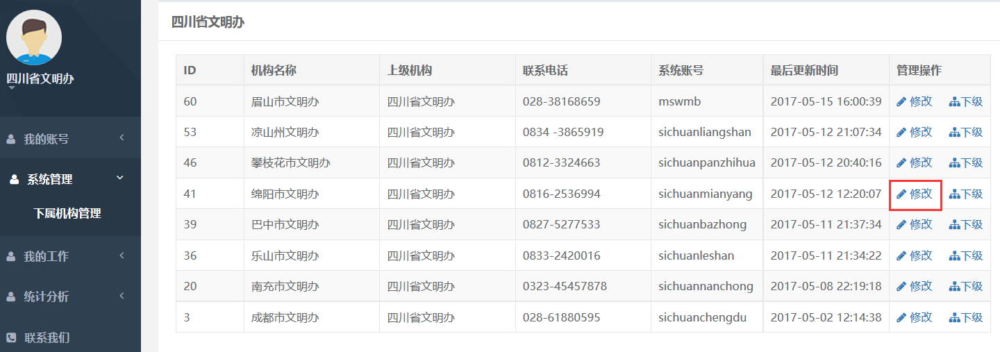 四川省文明办
我的账号
系统管理
下属机构管理
我的工作
统计分析
联系我们
四川省文明办
ID 机构名称 上级机构 联系电话 系统账号 最后更新时间 管理操作
60 眉山市文明办 四川省文明办 028-38168659 mswmb 2017-05-15 16:00:39 修改 下级
53 凉山州文明办 四川省文明办 0834 -3865919 sichuanliangshan 2017-05-12 21:07:34 修改 下级
46 攀枝花市文明办 四川省文明办 0812-3324663 sichuanpanzhihua 2017-05-12 20:40:16 修改 下级
41 绵阳市文明办 四川省文明办 0816-2536994 sichuanmianyang 2017-05-12 12:20:07 修改 下级
39 巴中市文明办 四川省文明办 0827-5277533 sichuanbazhong 2017-05-11 21:37:34 修改 下级
36 乐山市文明办 四川省文明办 0833-2420016 sichuanleshan 2017-05-11 21:34:22 修改 下级
20 南充市文明办 四川省文明办 0323-45457878 sichuannanchong 2017-05-08 22:19:18 修改 下级
3 成都市文明办 四川省文明办 028-61880595 sichuanchengdu 2017-05-02 12:14:38 修改 下级